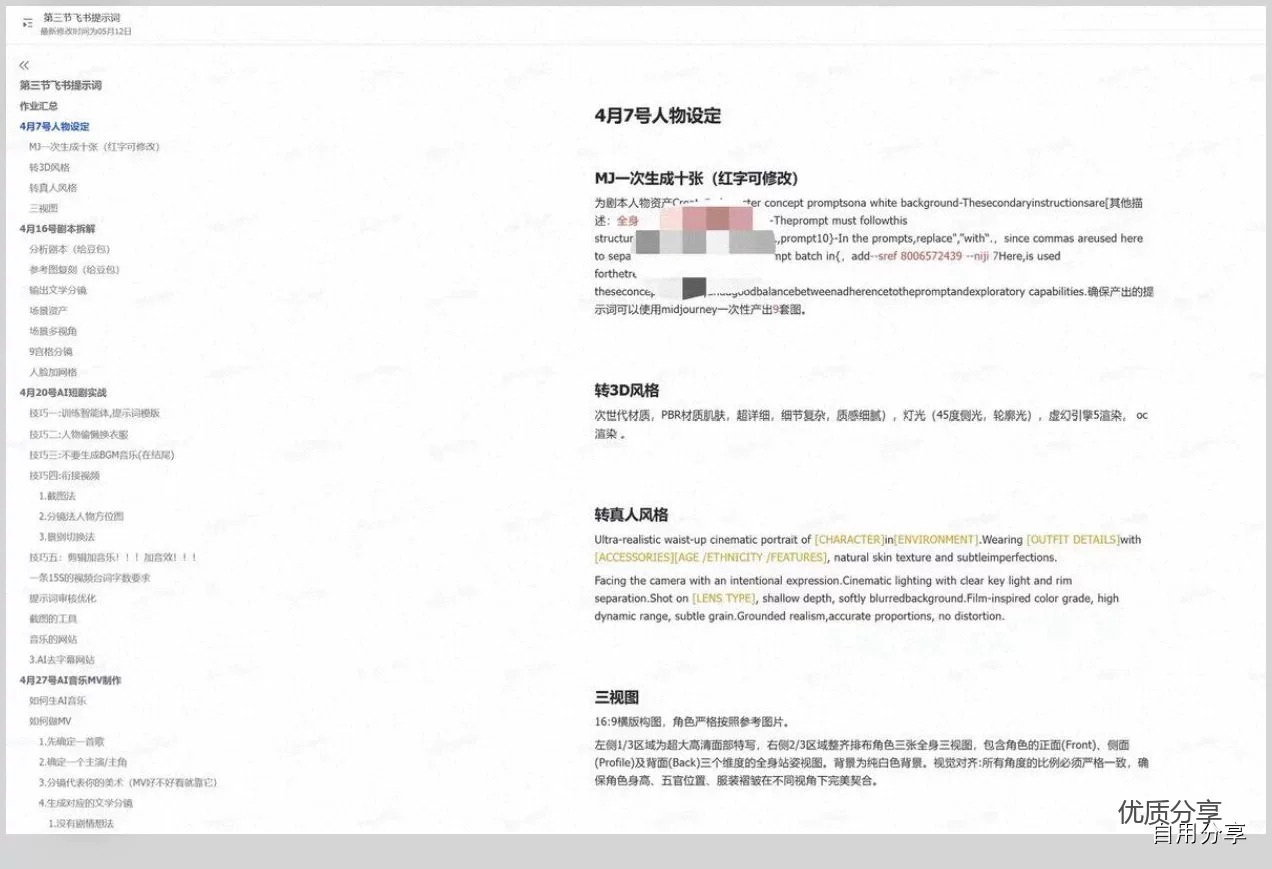 第三节飞书提示词
最新修改时间为05月12日
第三节飞书提示词
作业汇总
4月7号人物设定
MJ一次生成十张（红字可修改）
转3D风格
转真人风格
三视图
4月16号剧本拆解
分析剧本（给豆包）
参考图复刻（给豆包）
输出文学分镜
场景资产
场景多视角
9宫格分镜
人脸加网格
4月20号AI短剧实战
技巧一:训练智能体,提示词模版
技巧二:人物偷懒换衣服
技巧三:不要生成BGM音乐(在结尾)
技巧四:衔接视频
1.截图法
2.分镜法人物方位图
3.景别切换法
技巧五：剪辑加音乐！！！加音效！！！
一条15S的视频台词字数要求
提示词审核优化
截图的工具
音乐的网站
3.AI去字幕网站
4月27号AI音乐MV制作
如何生AI音乐
如何做MV
1.先确定一首歌
2.确定一个主演/主角
3.分镜代表你的美术（MV好不好看就靠它）
4.生成对应的文学分镜
1.没有剧情想法
4月7号人物设定
MJ一次生成十张（红字可修改）
为剧本人物资产 concept promptsona white background-Thesecondaryinstructionsare[其他描
述：全身 -Theprompt must followthis
structur ,prompt10}-In the prompts,replace","with".，since commas areused here
to sepa mpt batch in{，add--sref 8006572439 --niji 7Here,is used
forthetre
theseconcep goodbalancebetweenadherencetothepromptandexploratory capabilities.确保产出的提
示词可以使用midjourney一次性产出9套图。
转3D风格
次世代材质，PBR材质肌肤，超详细，细节复杂，质感细腻），灯光（45度侧光，轮廓光），虚幻引擎5渲染， oc
渲染 。
转真人风格
Ultra-realistic waist-up cinematic portrait of [CHARACTER]in[ENVIRONMENT].Wearing [OUTFIT DETAILS]with
[ACCESSORIES][AGE /ETHNICITY /FEATURES], natural skin texture and subtleimperfections.
Facing the camera with an intentional expression.Cinematic lighting with clear key light and rim
separation.Shot on [LENS TYPE], shallow depth, softly blurredbackground.Film-inspired color grade, high
dynamic range, subtle grain.Grounded realism,accurate proportions, no distortion.
三视图
16:9横版构图，角色严格按照参考图片。
左侧1/3区域为超大高清面部特写，右侧2/3区域整齐排布角色三张全身三视图，包含角色的正面(Front)、侧面
(Profile)及背面(Back)三个维度的全身站姿视图。背景为纯白色背景。视觉对齐:所有角度的比例必须严格一致，确
保角色身高、五官位置、服装褶皱在不同视角下完美契合。
优质分享
自用分享